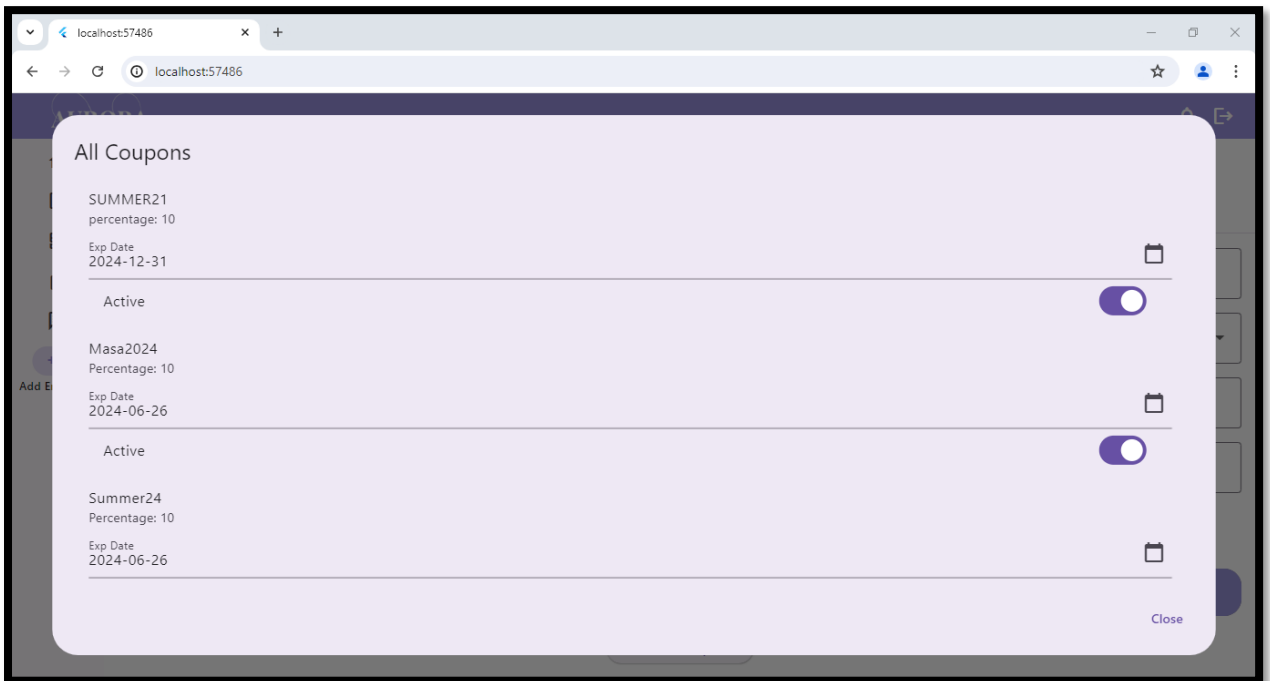 localhost:57486
localhost:57486
AURORA
All Coupons
SUMMER21
percentage: 10
Exp Date
2024-12-31
Active
Masa2024
Percentage: 10
Add E
Exp Date
2024-06-26
Active
Summer24
Percentage: 10
Exp Date
2024-06-26
Close